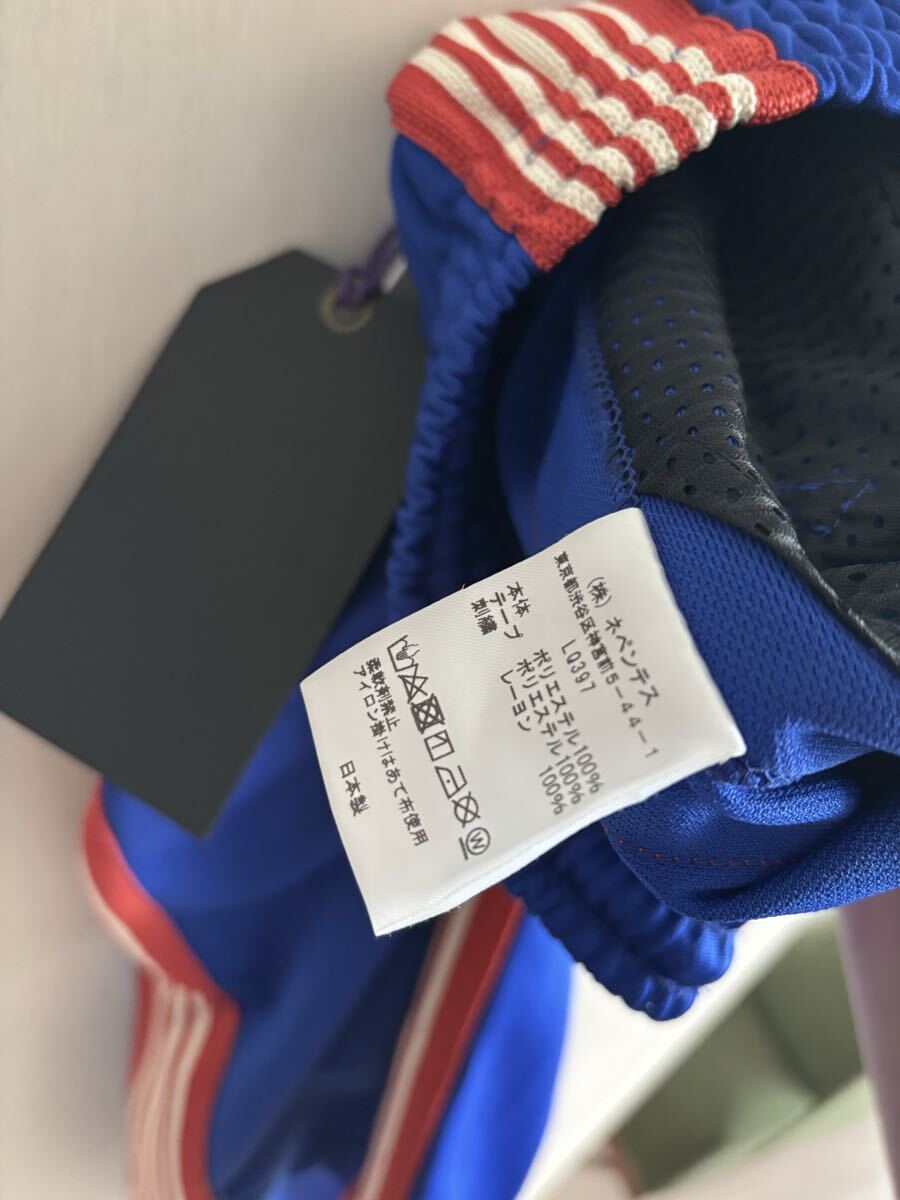 (株) ネペンテス
東京都渋谷区神宮前5-44-1
LQ397
本体 ポリエステル100%
テープ ポリエステル100%
刺繍 レーヨン 100%
W
柔軟剤禁止
アイロン掛けはあて布使用
日本製